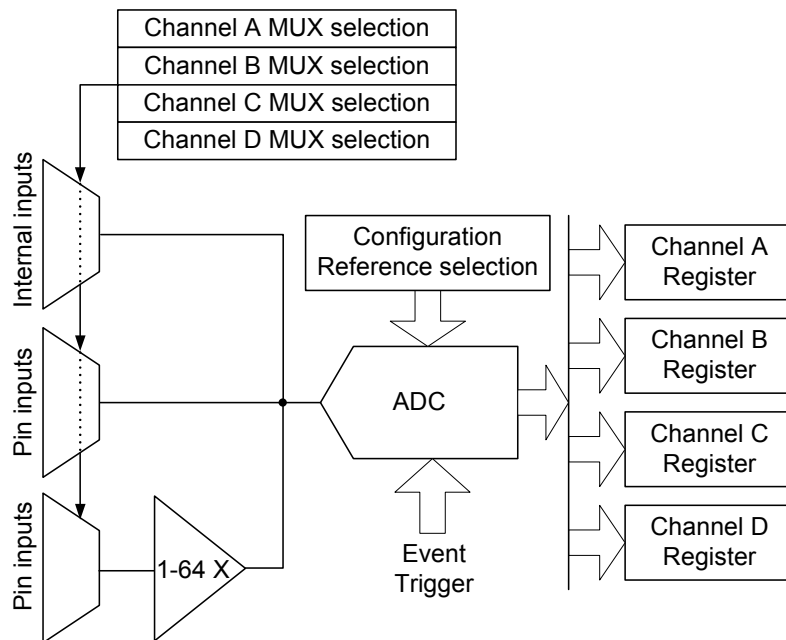 Channel A MUX selection
Channel B MUX selection
Channel C MUX selection
Channel D MUX selection
Internal inputs
Pin inputs
Pin inputs
1-64 X
Configuration
Reference selection
ADC
Event
Trigger
Channel A
Register
Channel B
Register
Channel C
Register
Channel D
Register